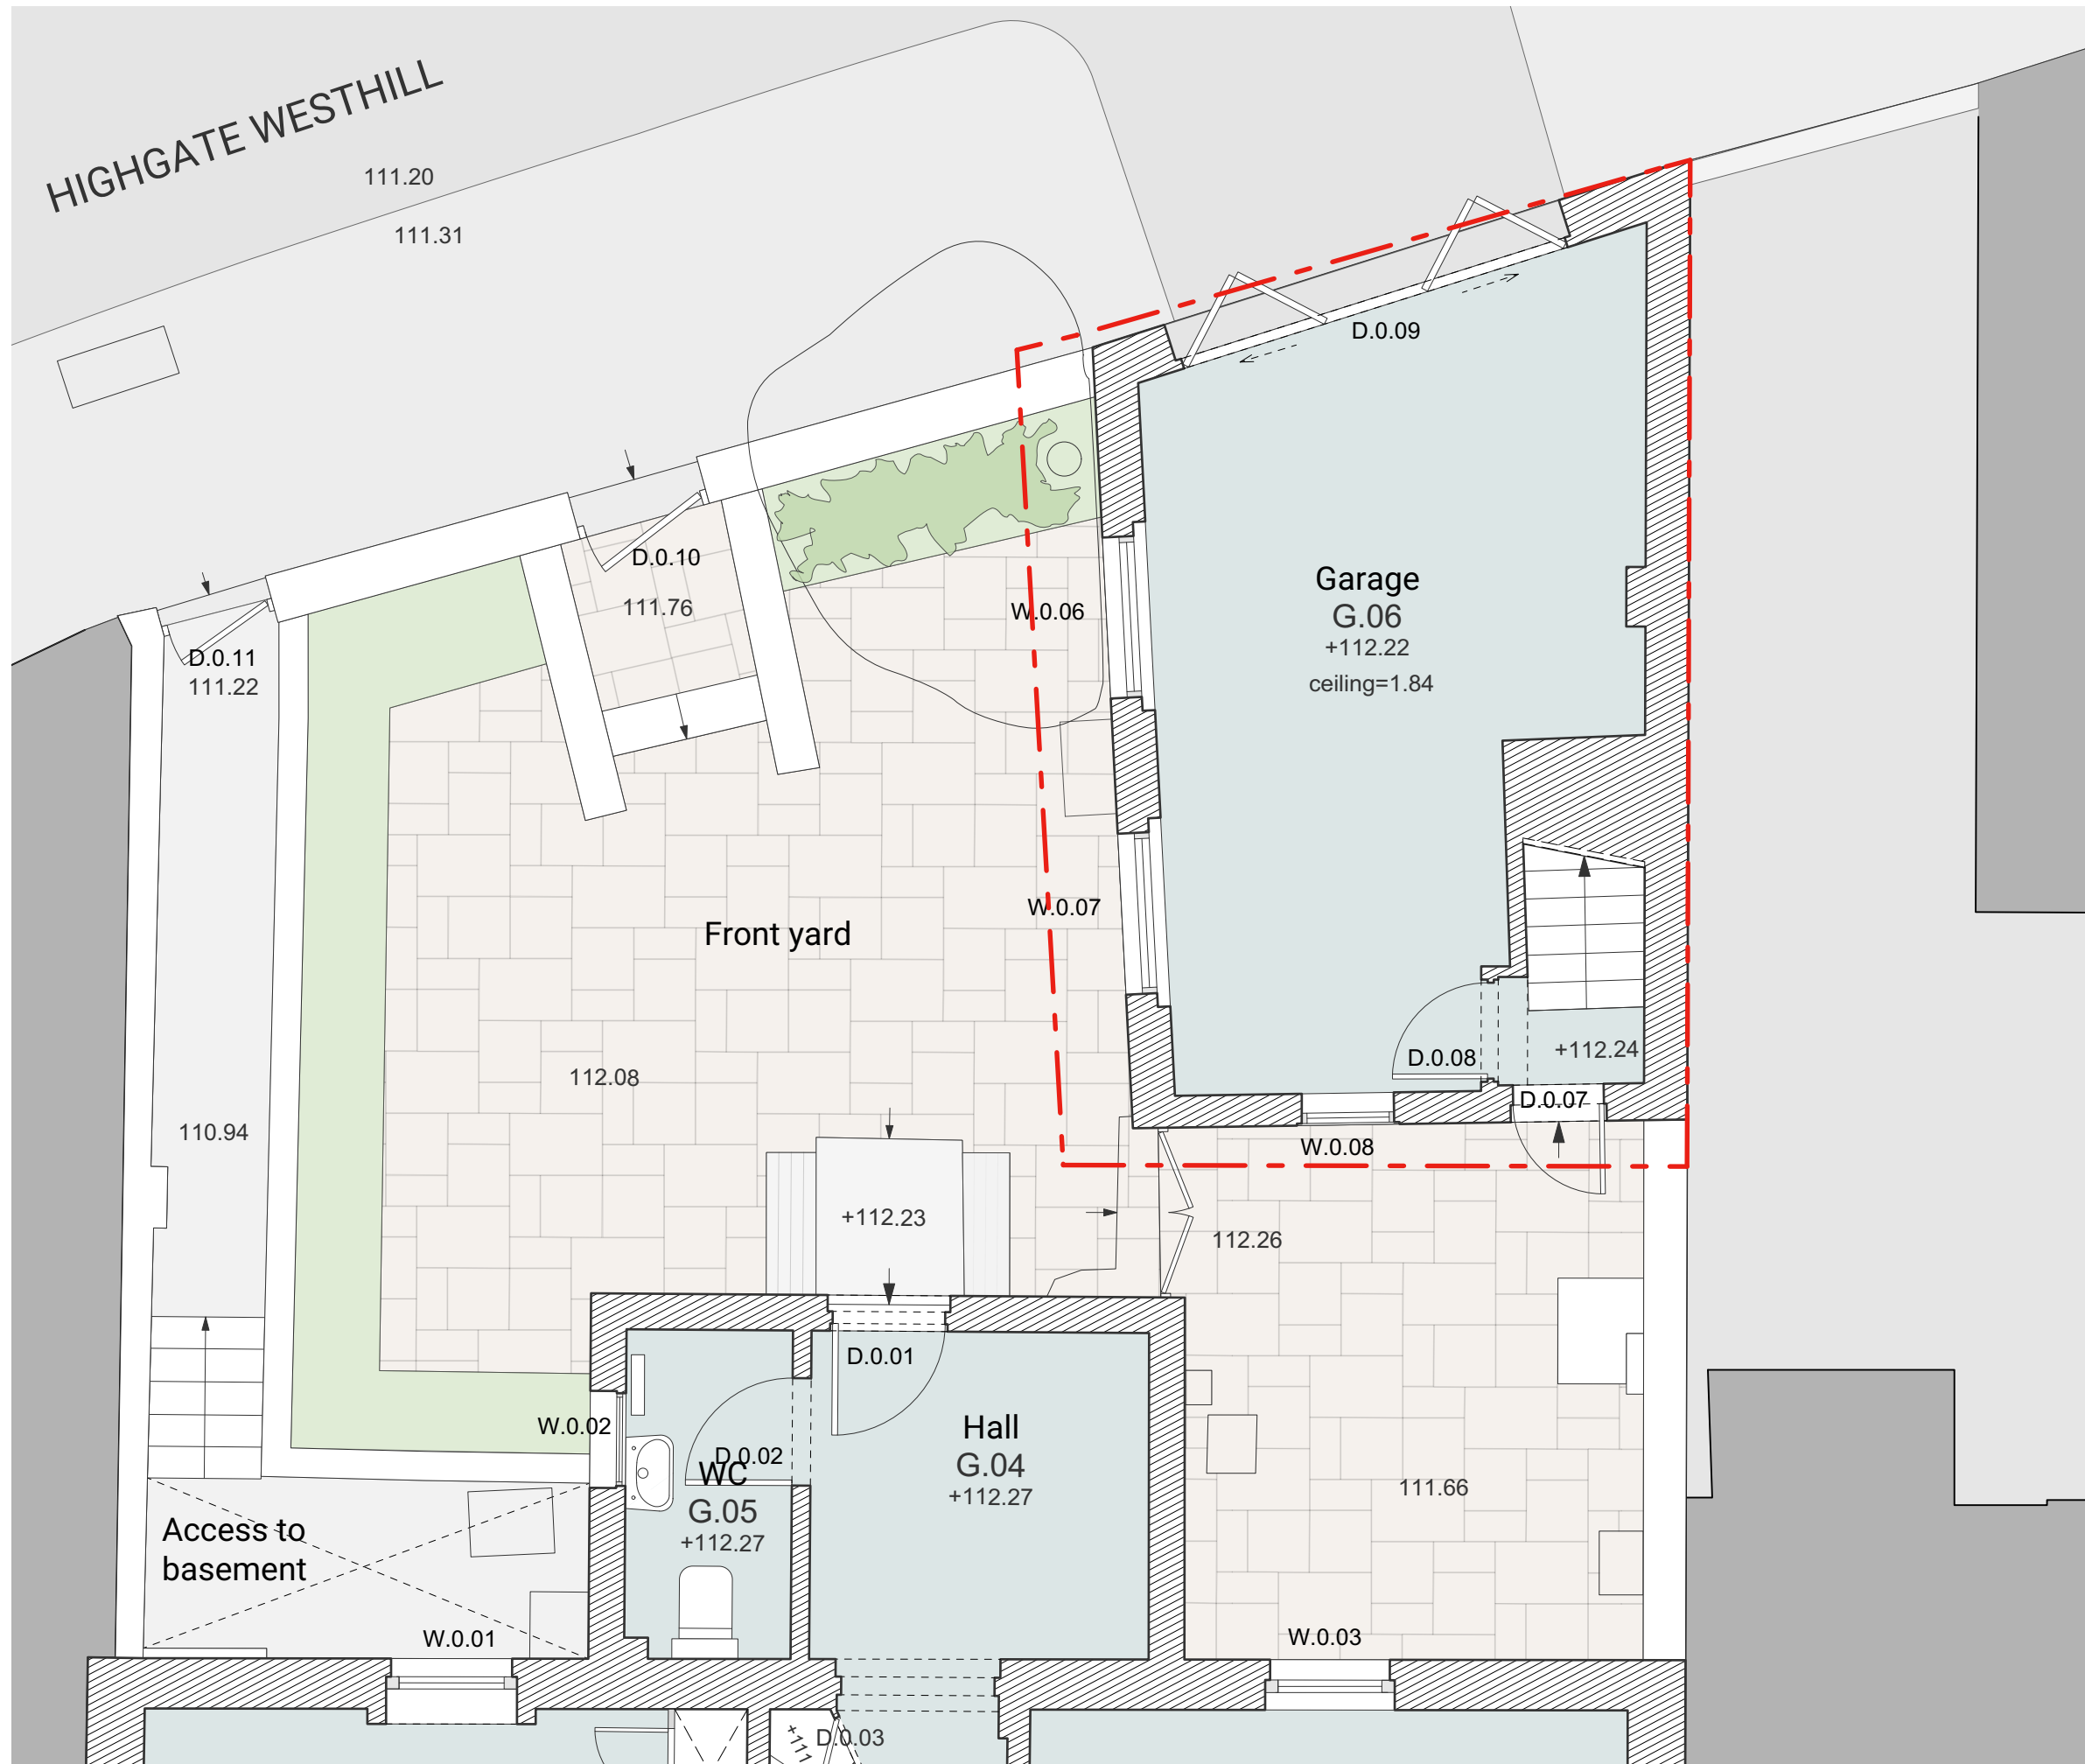 HIGHGATE WESTHILL
111.20
111.31
D.0.09
D.0.10
111.76
Garage
G.06
+112.22
ceiling=1.84
W.0.06
D.0.11
111.22
W.0.07
Front yard
D.0.08
+112.24
112.08
D.0.07
110.94
W.0.08
+112.23
112.26
D.0.01
W.0.02
Hall
G.04
+112.27
D.0.02
WC
G.05
+112.27
111.66
Access to
basement
W.0.01
W.0.03
D.0.03